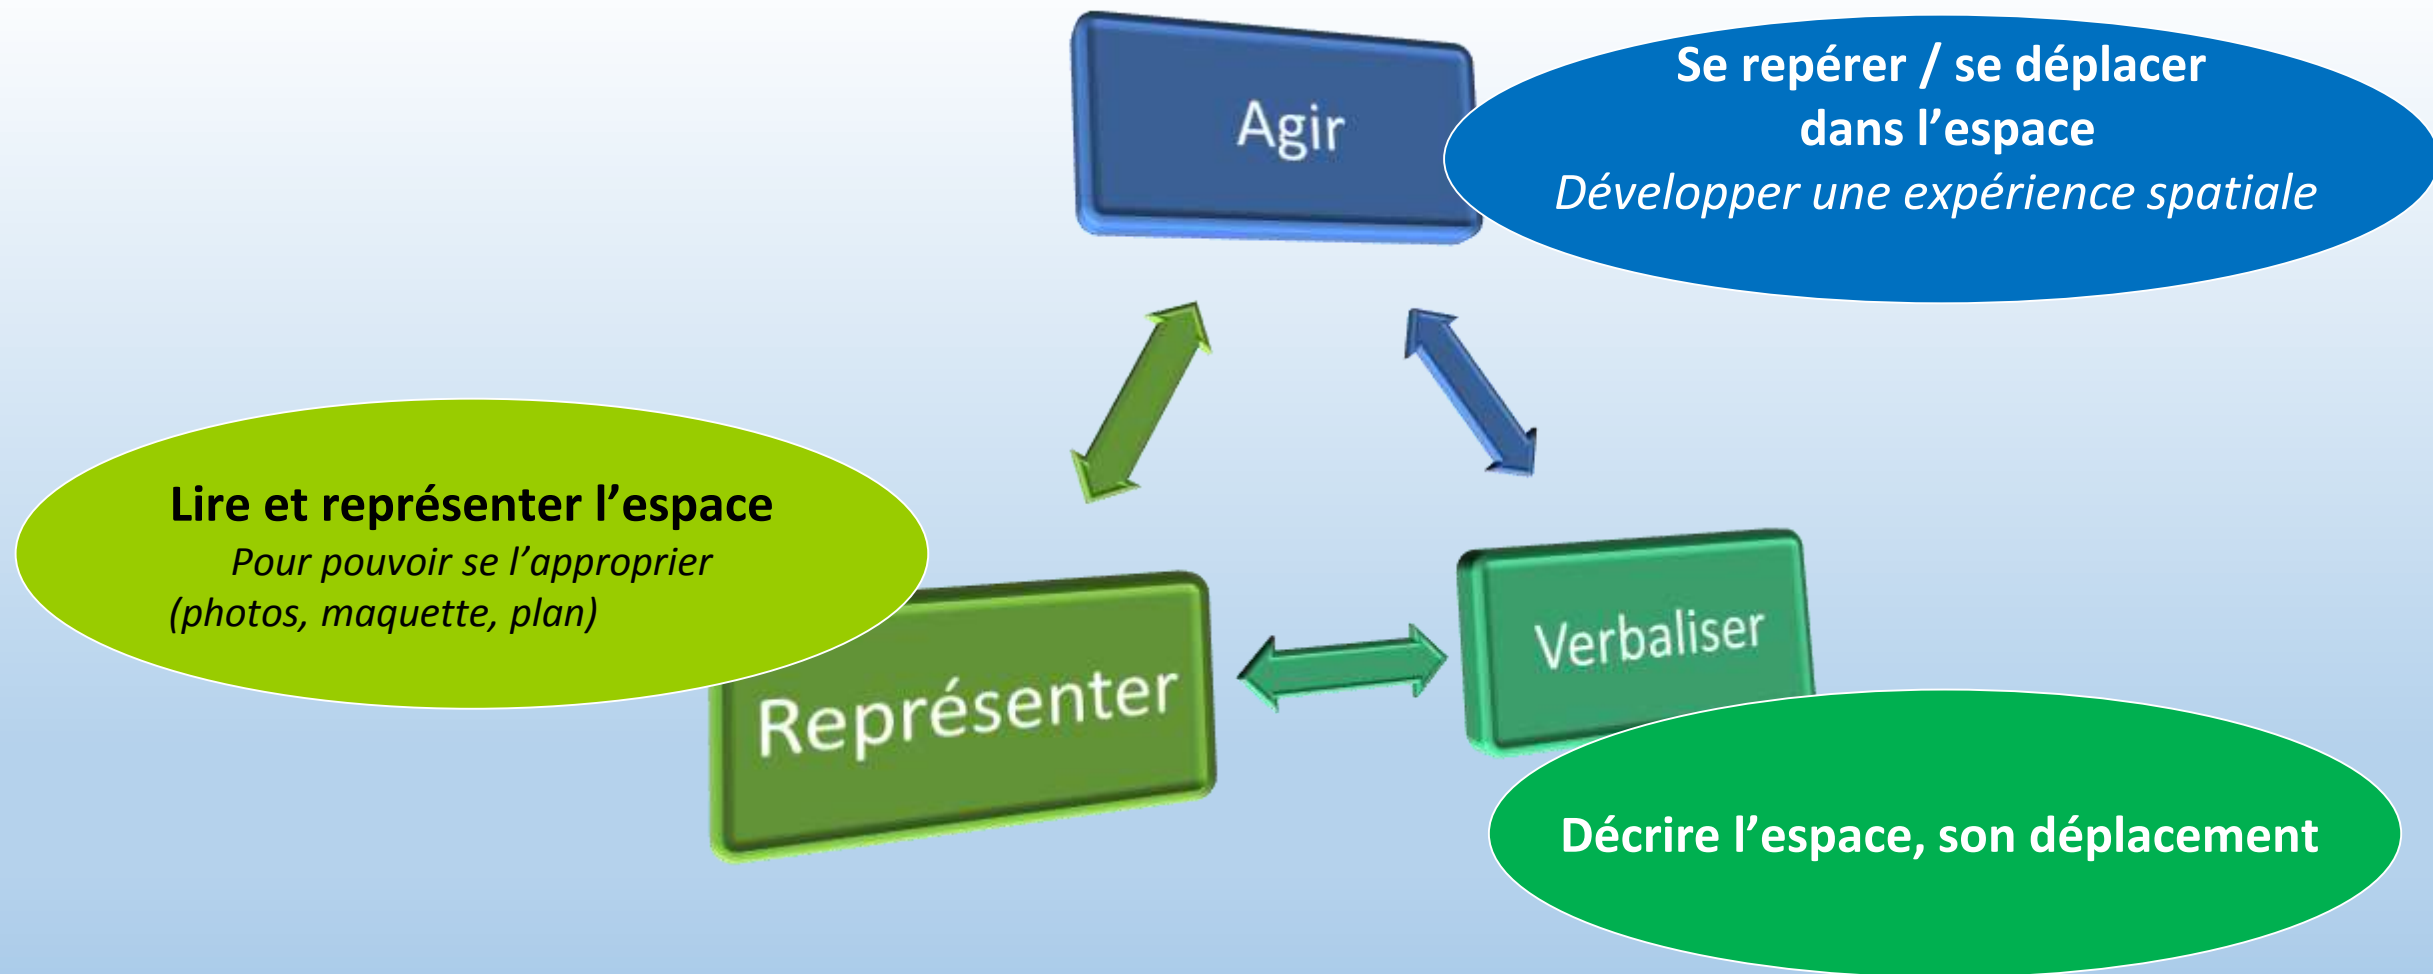 Agir
Se repérer / se déplacer
dans l’espace
Développer une expérience spatiale
Lire et représenter l’espace
Pour pouvoir se l’approprier
(photos, maquette, plan)
Représenter
Verbaliser
Décrire l’espace, son déplacement